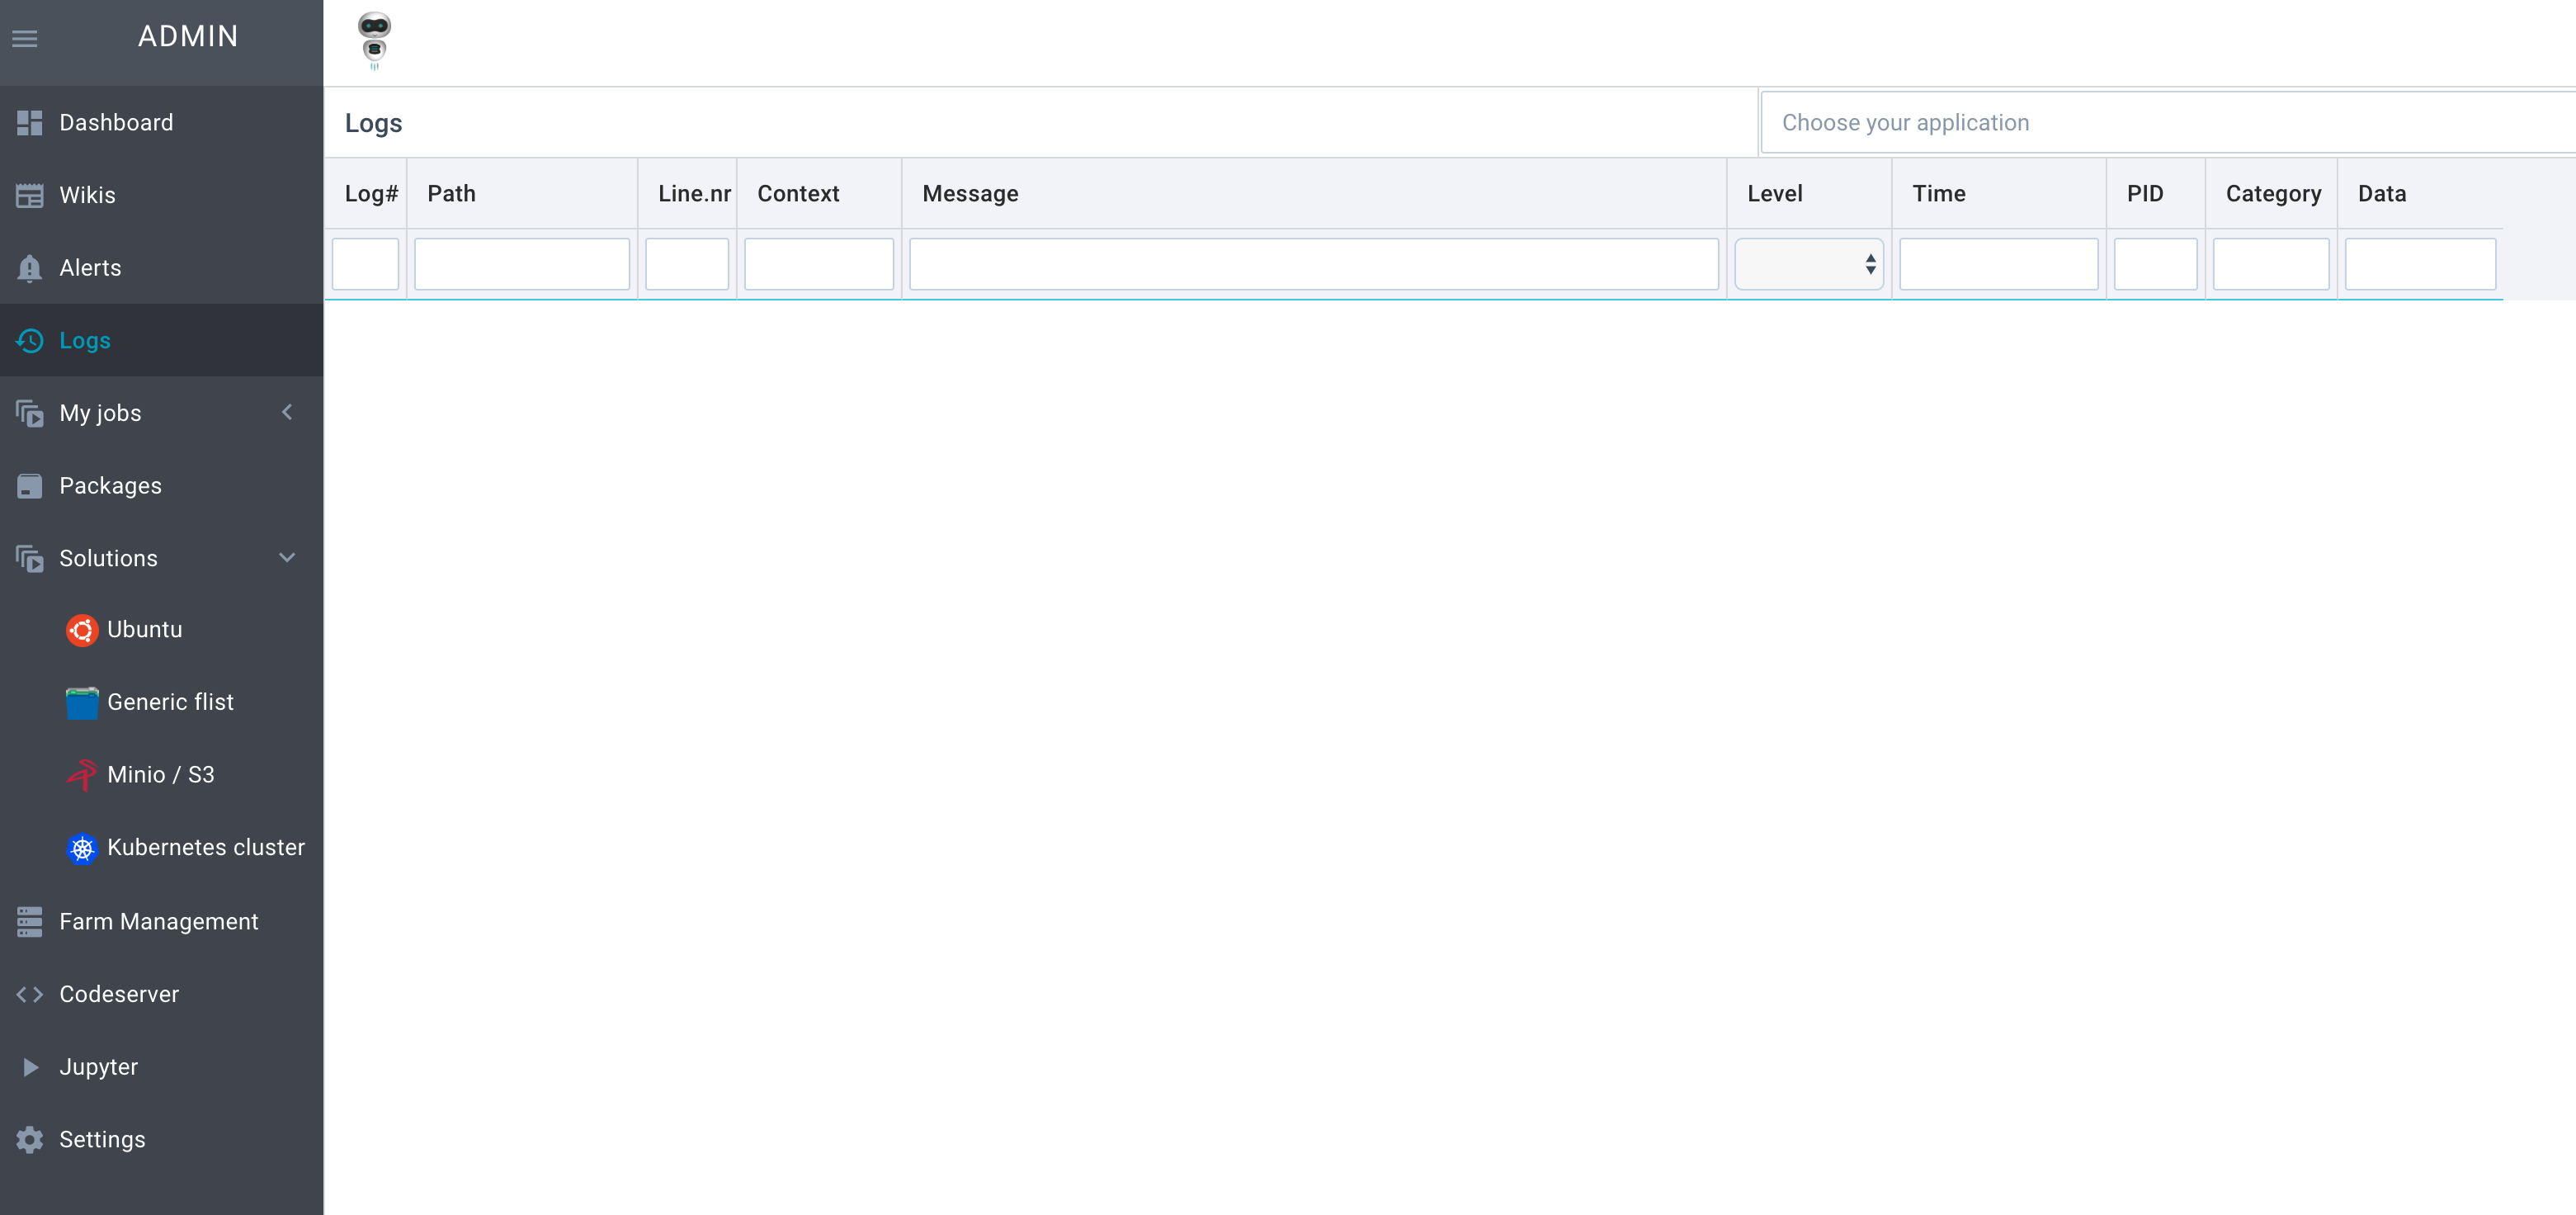 ADMIN
Dashboard
Wikis
Alerts
Logs
My jobs
Packages
Solutions
Ubuntu
Generic flist
Minio / S3
Kubernetes cluster
Farm Management
Codeserver
Jupyter
Settings
Logs
Choose your application
Log# Path Line.nr Context Message Level Time PID Category Data